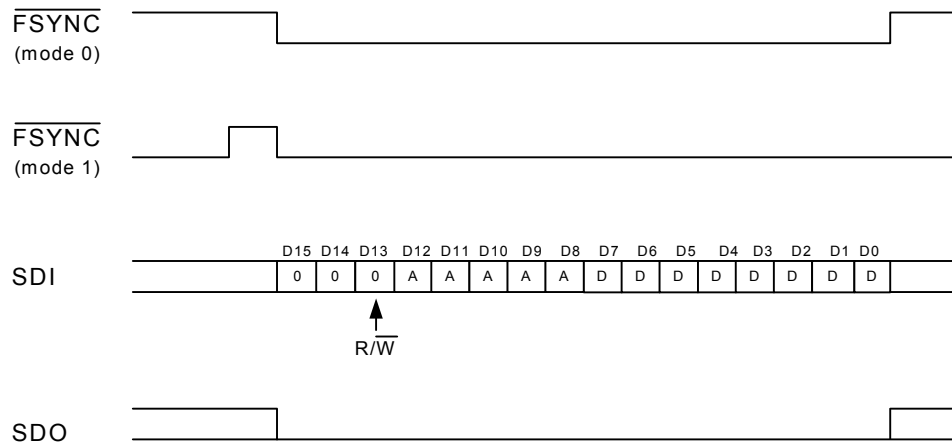 FSYNC
(mode 0)
FSYNC
(mode 1)
D15 D14 D13 D12 D11 D10 D9 D8 D7 D6 D5 D4 D3 D2 D1 D0
SDI 0 0 0 A A A A A D D D D D D D D
R/W
SDO